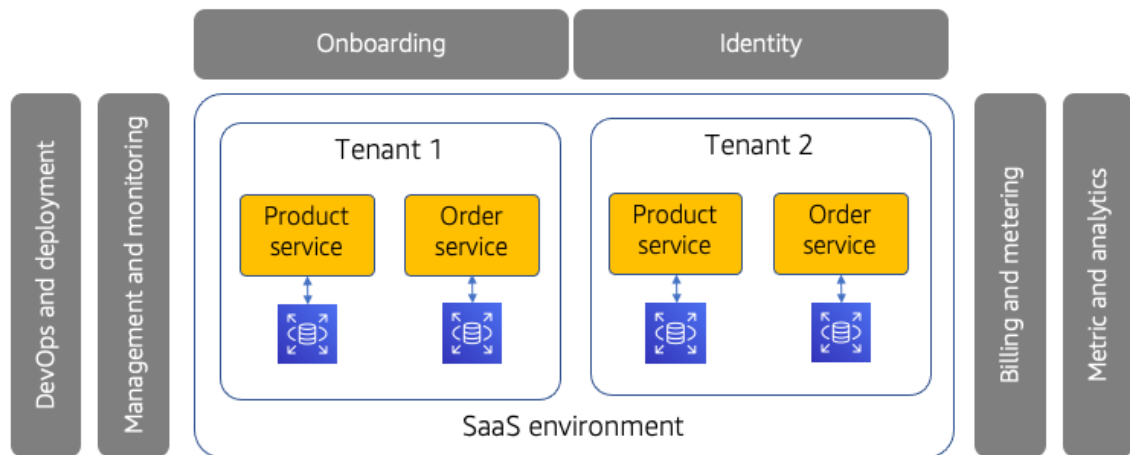 Onboarding
Identity
DevOps and deployment
Management and monitoring
Tenant 1
Product
service
Order
service
Tenant 2
Product
service
Order
service
SaaS environment
Billing and metering
Metric and analytics